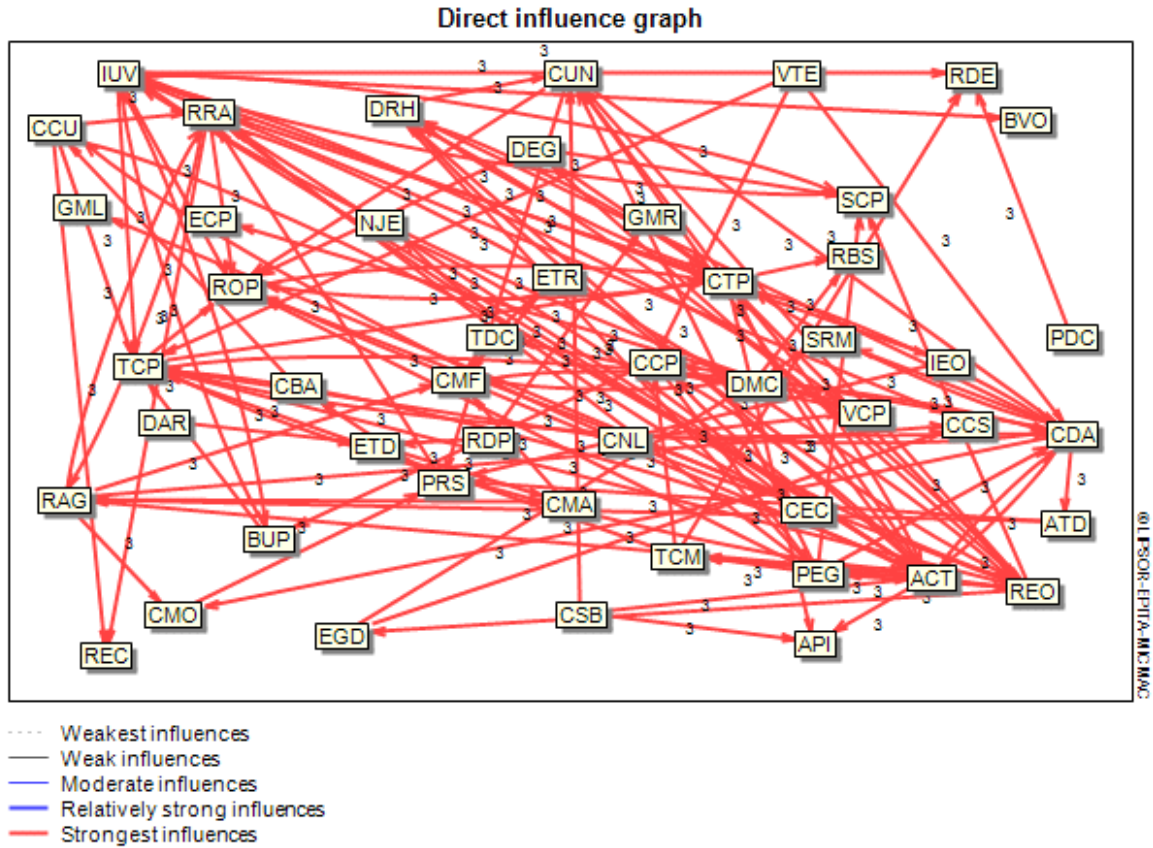 Direct influence graph
IUV
CUN
VTE
RDE
CCU
RRA
DRH
BVO
DEG
GML
ECP
NJE
GMR
SCP
RBS
ROP
ETR
CTP
TDC
SRM
PDC
TCP
CBA
CMF
CCP
DMC
IEO
DAR
ETD
RDP
CNL
VCP
CCS
CDA
RAG
PRS
CMA
CEC
ATD
BUP
TCM
PEG
ACT
REO
CMO
CSB
EGD
API
REC
3
© LIPSOR-EPITA-MICMAC
Weakest influences
Weak influences
Moderate influences
Relatively strong influences
Strongest influences